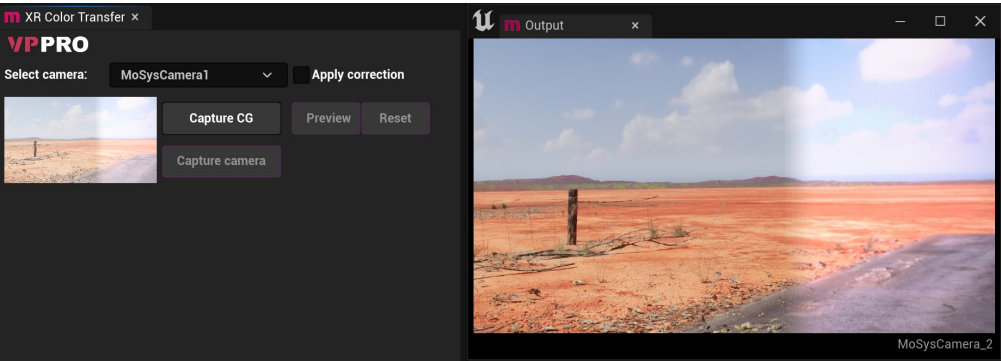 XR Color Transfer
VPPRO
Select camera:
MoSysCamera1
Apply correction
Capture CG
Preview
Reset
Capture camera
Output
MoSysCamera_2